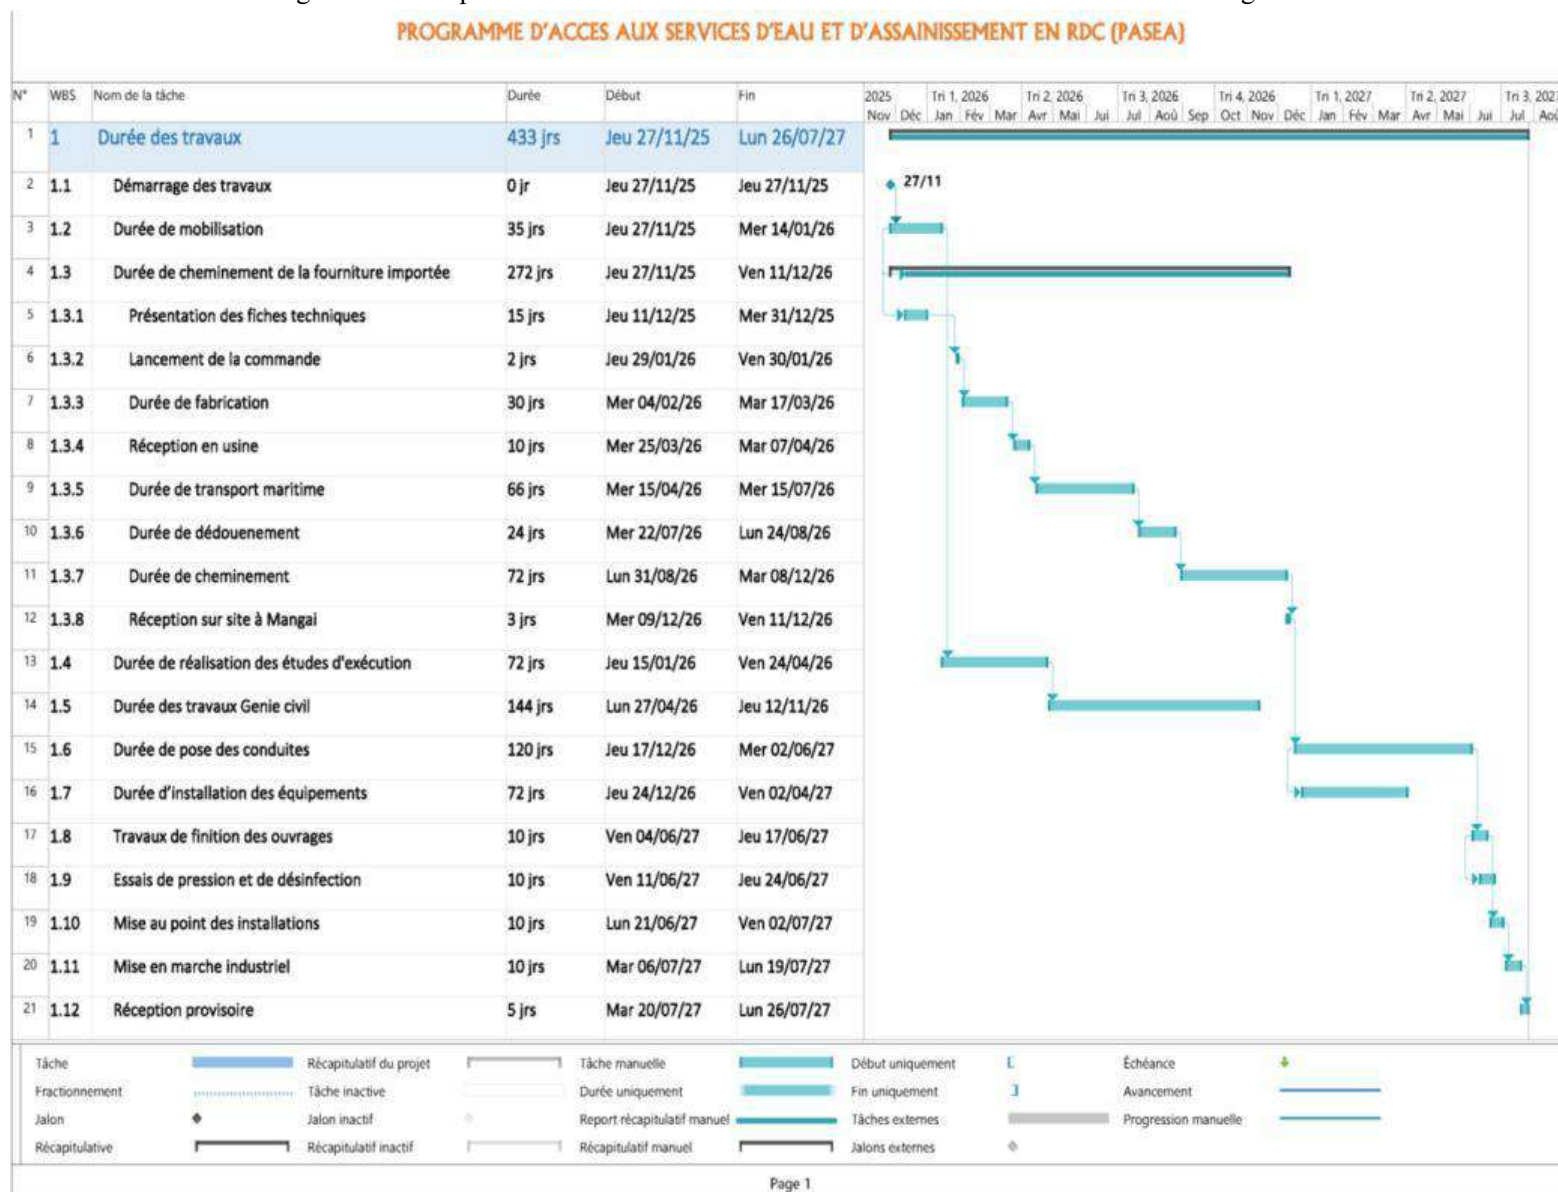 PROGRAMME D'ACCES AUX SERVICES D'EAU ET D'ASSAINISSEMENT EN RDC (PASEA)
N° WBS Nom de la tâche Durée Début Fin 2025 Tri 1, 2026 Tri 2, 2026 Tri 3, 2026 Tri 4, 2026 Tri 1, 2027 Tri 2, 2027 Tri 3, 2027
Nov Déc Jan Fév Mar Avr Mai Jui Jul Aoû Sep Oct Nov Déc Jan Fév Mar Avr Mai Jui Jul Aoû
1 1 Durée des travaux 433 jrs Jeu 27/11/25 Lun 26/07/27
2 1.1 Démarrage des travaux 0 jr Jeu 27/11/25 Jeu 27/11/25 27/11
3 1.2 Durée de mobilisation 35 jrs Jeu 27/11/25 Mer 14/01/26
4 1.3 Durée de cheminement de la fourniture importée 272 jrs Jeu 27/11/25 Ven 11/12/26
5 1.3.1 Présentation des fiches techniques 15 jrs Jeu 11/12/25 Mer 31/12/25
6 1.3.2 Lancement de la commande 2 jrs Jeu 29/01/26 Ven 30/01/26
7 1.3.3 Durée de fabrication 30 jrs Mer 04/02/26 Mar 17/03/26
8 1.3.4 Réception en usine 10 jrs Mer 25/03/26 Mar 07/04/26
9 1.3.5 Durée de transport maritime 66 jrs Mer 15/04/26 Mer 15/07/26
10 1.3.6 Durée de dédouenement 24 jrs Mer 22/07/26 Lun 24/08/26
11 1.3.7 Durée de cheminement 72 jrs Lun 31/08/26 Mar 08/12/26
12 1.3.8 Réception sur site à Mangai 3 jrs Mer 09/12/26 Ven 11/12/26
13 1.4 Durée de réalisation des études d'exécution 72 jrs Jeu 15/01/26 Ven 24/04/26
14 1.5 Durée des travaux Genie civil 144 jrs Lun 27/04/26 Jeu 12/11/26
15 1.6 Durée de pose des conduites 120 jrs Jeu 17/12/26 Mer 02/06/27
16 1.7 Durée d'installation des équipements 72 jrs Jeu 24/12/26 Ven 02/04/27
17 1.8 Travaux de finition des ouvrages 10 jrs Ven 04/06/27 Jeu 17/06/27
18 1.9 Essais de pression et de désinfection 10 jrs Ven 11/06/27 Jeu 24/06/27
19 1.10 Mise au point des installations 10 jrs Lun 21/06/27 Ven 02/07/27
20 1.11 Mise en marche industriel 10 jrs Mar 06/07/27 Lun 19/07/27
21 1.12 Réception provisoire 5 jrs Mar 20/07/27 Lun 26/07/27
Tâche Récapitulatif du projet Tâche manuelle Début uniquement Échéance
Fractionnement Tâche inactive Durée uniquement Fin uniquement Avancement
Jalon Jalon inactif Report récapitulatif manuel Tâches externes Progression manuelle
Récapitulative Récapitulatif inactif Récapitulatif manuel Jalons externes
Page 1